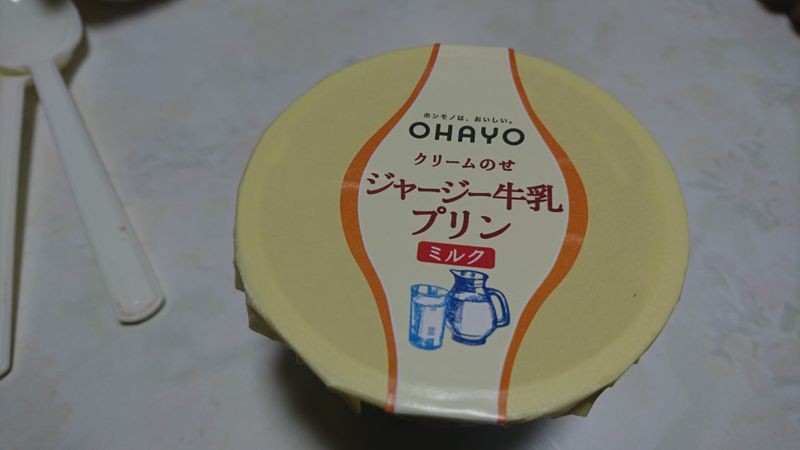 ホンモノは、おいしい。
OHAYO
クリームのせ
ジャージー牛乳
プリン
ミルク